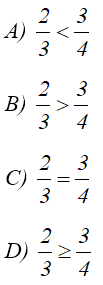 A) 2/3 < 3/4
B) 2/3 > 3/4
C) 2/3 = 3/4
D) 2/3 ≥ 3/4